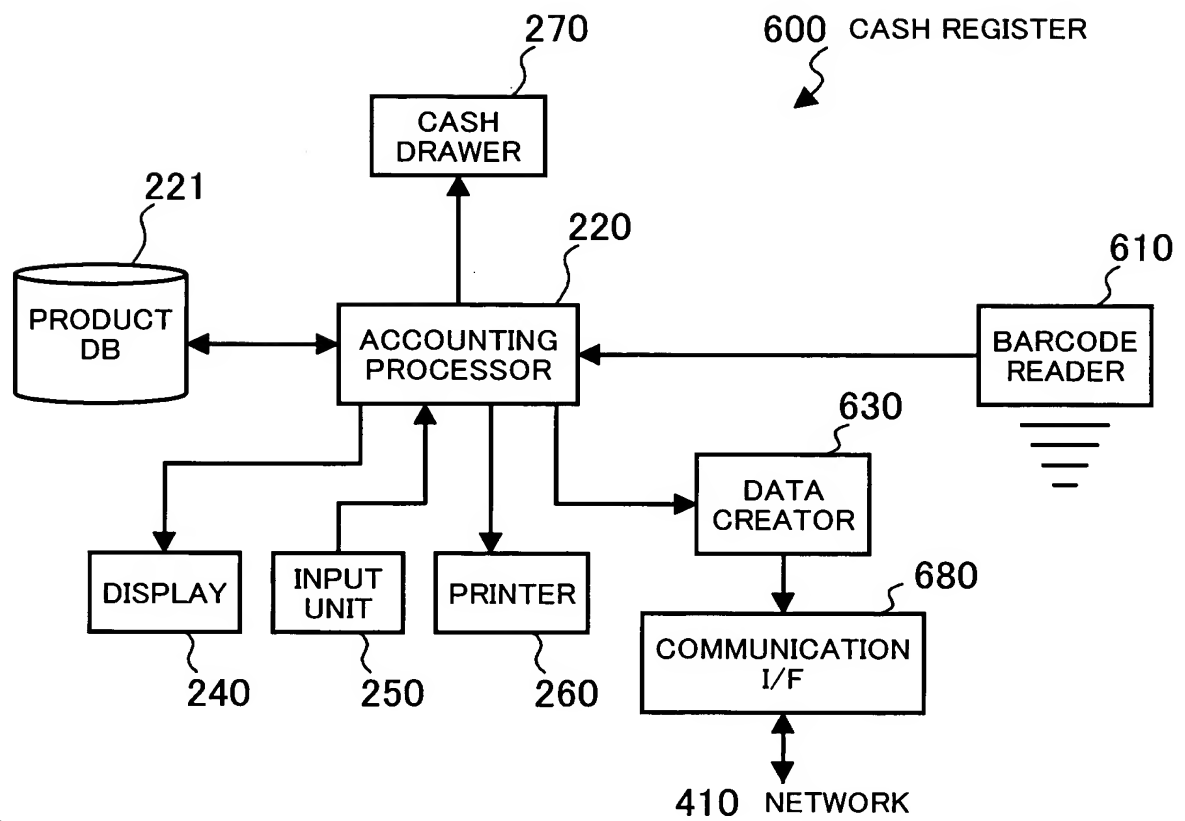 270
600 CASH REGISTER
CASH
DRAWER
221
220
610
PRODUCT
DB
ACCOUNTING
PROCESSOR
BARCODE
READER
630
DATA
CREATOR
DISPLAY
INPUT
UNIT
PRINTER
680
240
250
260
COMMUNICATION
I/F
410 NETWORK